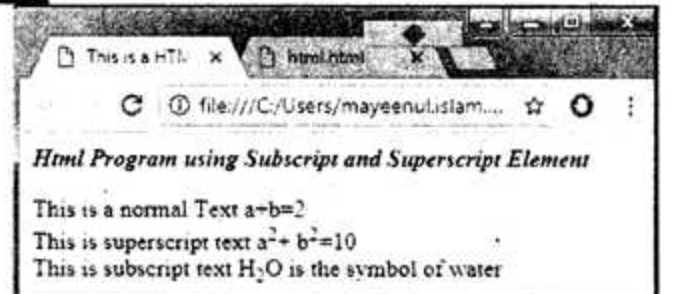 This is a HTM
html.html
file:///C:/Users/mayeenul.islam....
Html Program using Subscript and Superscript Element
This is a normal Text a+b=2
This is superscript text a²+ b²=10
This is subscript text H₂O is the symbol of water